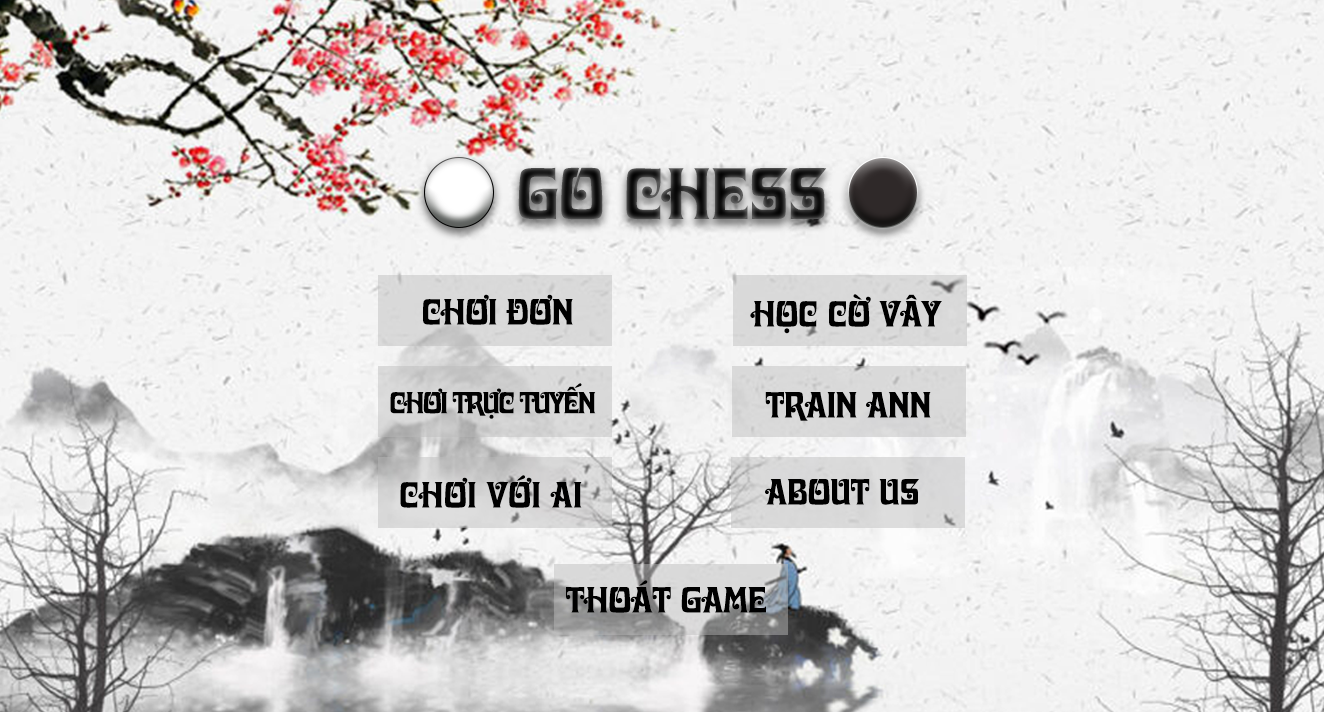 GO CHESS
CHƠI ĐƠN
HỌC CỜ VÂY
CHƠI TRỰC TUYẾN
TRAIN ANN
CHƠI VỚI AI
ABOUT US
THOÁT GAME